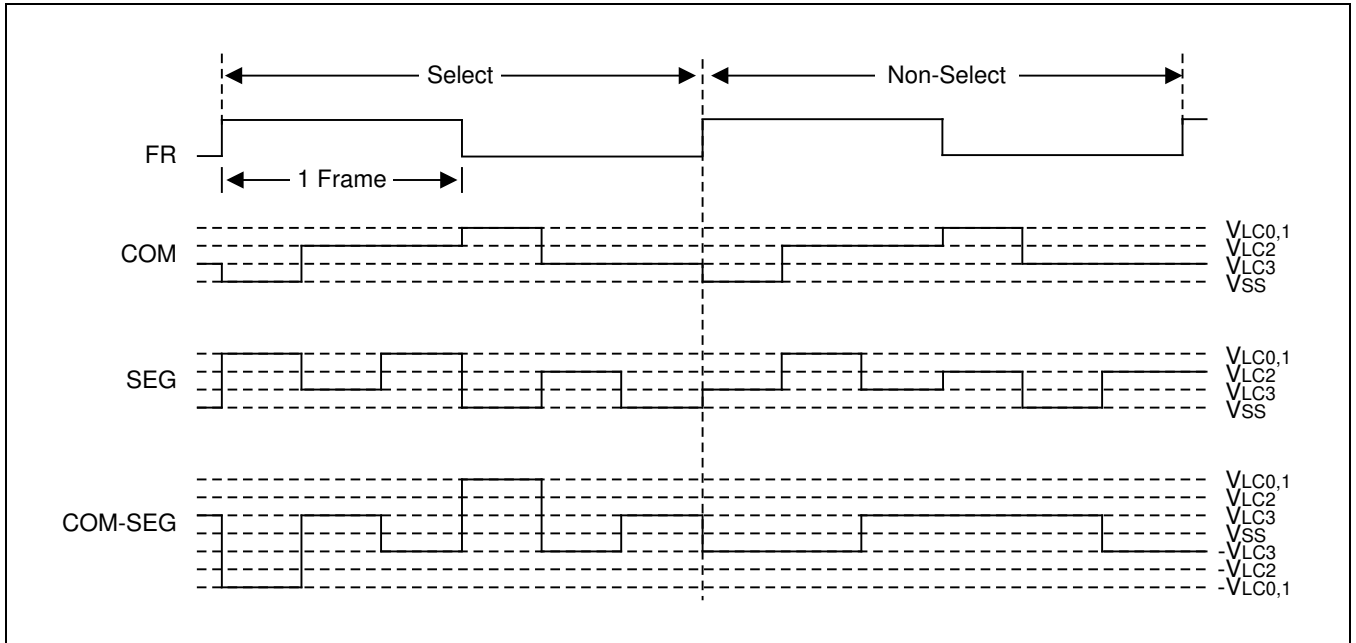 Select
Non-Select
FR
1 Frame
COM
VLC0,1
VLC2
VLC3
VSS
SEG
VLC0,1
VLC2
VLC3
VSS
COM-SEG
VLC0,1
VLC2
VLC3
VSS
-VLC3
-VLC2
-VLC0,1